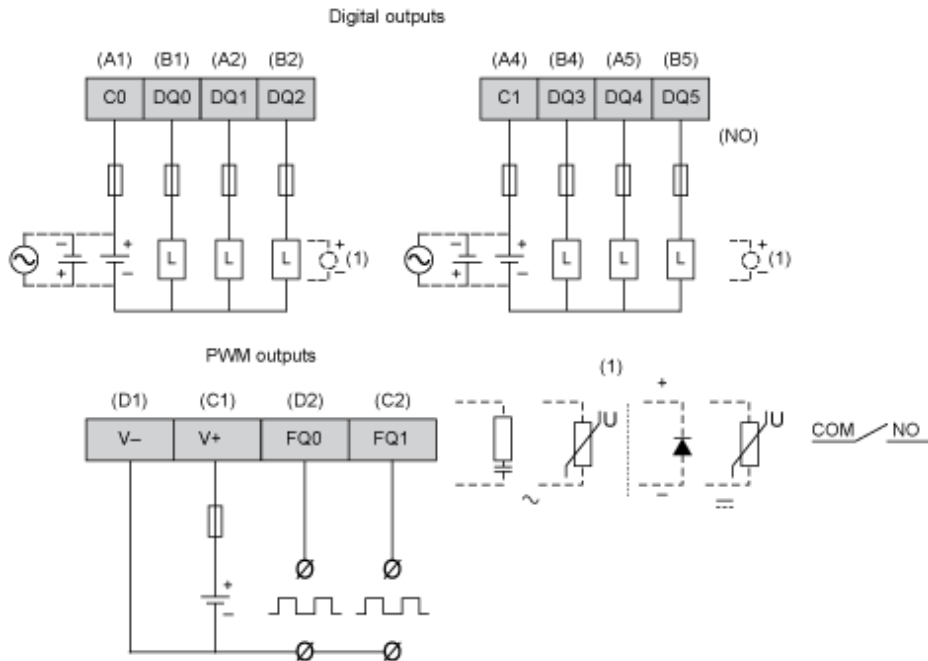 Digital outputs
(A1) (B1) (A2) (B2) (A4) (B4) (A5) (B5)
C0 DQ0 DQ1 DQ2 C1 DQ3 DQ4 DQ5
(NO)
− + + − L L L + − (1) − + + − L L L + − (1)
PWM outputs
(1)
(D1) (C1) (D2) (C2)
V− V+ FQ0 FQ1
U + − U
COM NO
+ −